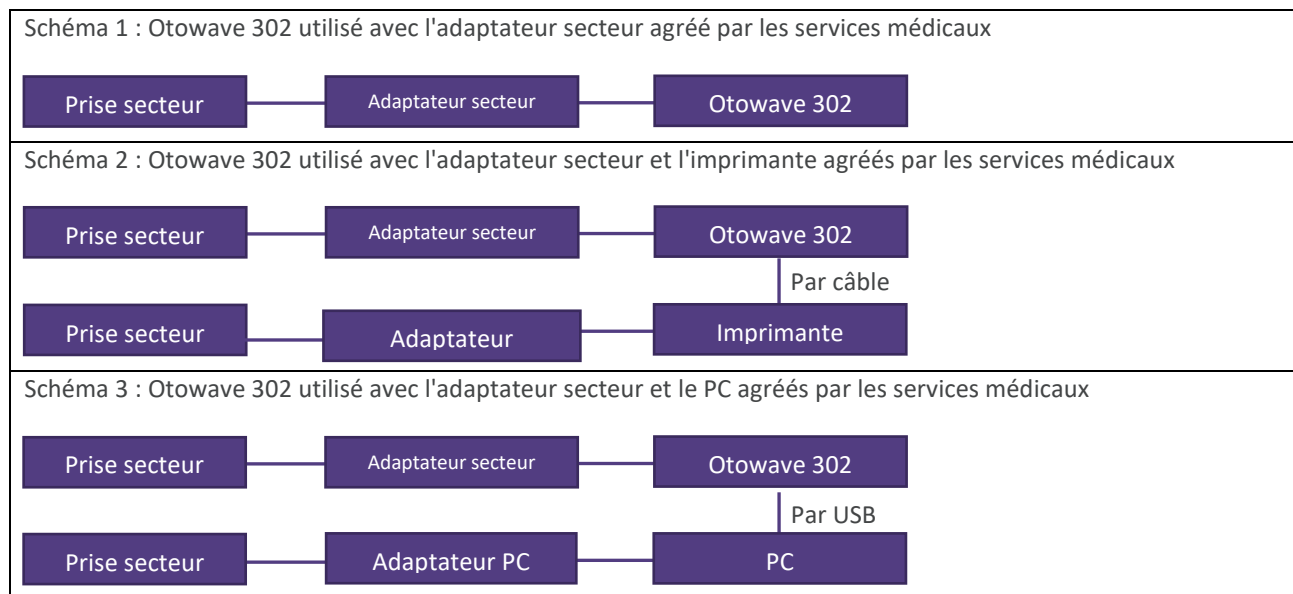 Schéma 1 : Otowave 302 utilisé avec l'adaptateur secteur agréé par les services médicaux
Prise secteur
Adaptateur secteur
Otowave 302
Schéma 2 : Otowave 302 utilisé avec l'adaptateur secteur et l'imprimante agréés par les services médicaux
Prise secteur
Adaptateur secteur
Otowave 302
Par câble
Prise secteur
Adaptateur
Imprimante
Schéma 3 : Otowave 302 utilisé avec l'adaptateur secteur et le PC agréés par les services médicaux
Prise secteur
Adaptateur secteur
Otowave 302
Par USB
Prise secteur
Adaptateur PC
PC